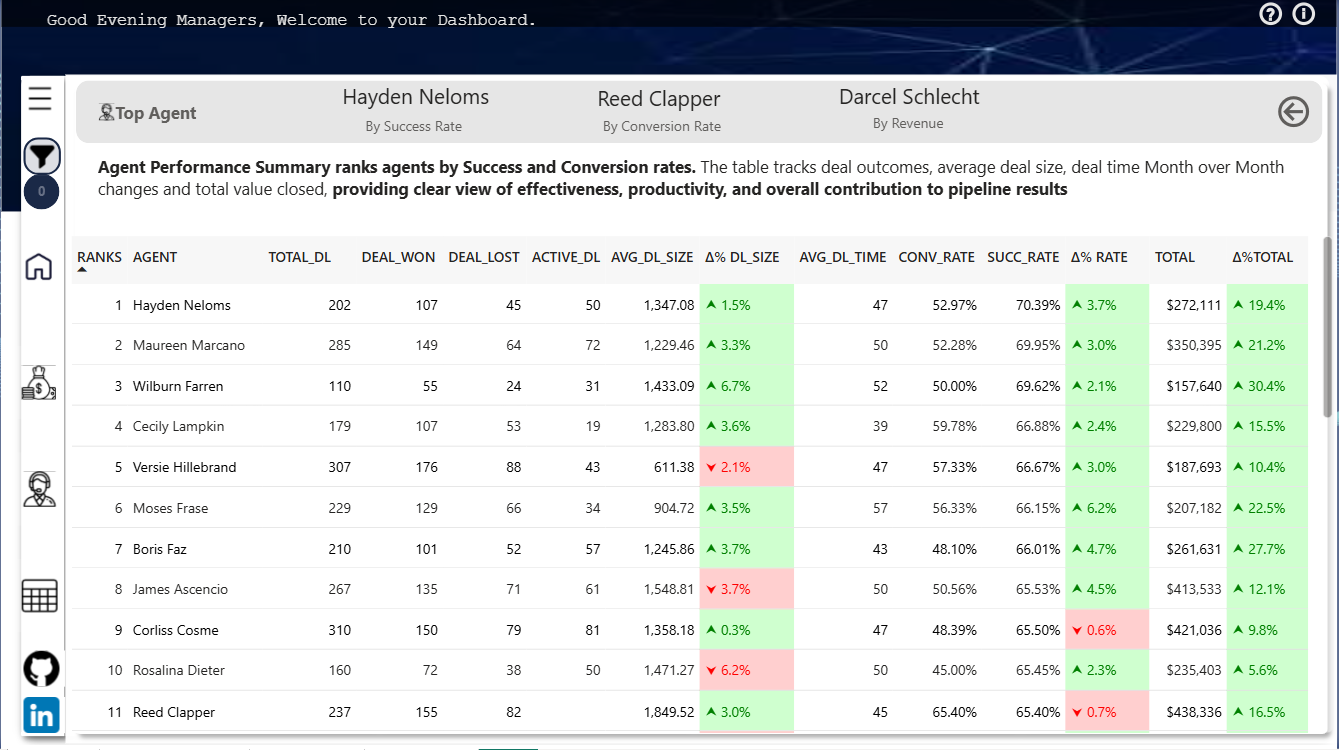 Good Evening Managers, Welcome to your Dashboard.
Top Agent
Hayden Neloms
By Success Rate
Reed Clapper
By Conversion Rate
Darcel Schlecht
By Revenue
0
Agent Performance Summary ranks agents by Success and Conversion rates. The table tracks deal outcomes, average deal size, deal time Month over Month
changes and total value closed, providing clear view of effectiveness, productivity, and overall contribution to pipeline results
RANKS AGENT TOTAL_DL DEAL_WON DEAL_LOST ACTIVE_DL AVG_DL_SIZE Δ% DL_SIZE AVG_DL_TIME CONV_RATE SUCC_RATE Δ% RATE TOTAL Δ%TOTAL
1 Hayden Neloms 202 107 45 50 1,347.08 1.5% 47 52.97% 70.39% 3.7% $272,111 19.4%
2 Maureen Marcano 285 149 64 72 1,229.46 3.3% 50 52.28% 69.95% 3.0% $350,395 21.2%
3 Wilburn Farren 110 55 24 31 1,433.09 6.7% 52 50.00% 69.62% 2.1% $157,640 30.4%
4 Cecily Lampkin 179 107 53 19 1,283.80 3.6% 39 59.78% 66.88% 2.4% $229,800 15.5%
5 Versie Hillebrand 307 176 88 43 611.38 2.1% 47 57.33% 66.67% 3.0% $187,693 10.4%
6 Moses Frase 229 129 66 34 904.72 3.5% 57 56.33% 66.15% 6.2% $207,182 22.5%
7 Boris Faz 210 101 52 57 1,245.86 3.7% 43 48.10% 66.01% 4.7% $261,631 27.7%
8 James Ascencio 267 135 71 61 1,548.81 3.7% 50 50.56% 65.53% 4.5% $413,533 12.1%
9 Corliss Cosme 310 150 79 81 1,358.18 0.3% 47 48.39% 65.50% 0.6% $421,036 9.8%
10 Rosalina Dieter 160 72 38 50 1,471.27 6.2% 50 45.00% 65.45% 2.3% $235,403 5.6%
11 Reed Clapper 237 155 82 1,849.52 3.0% 45 65.40% 65.40% 0.7% $438,336 16.5%
in